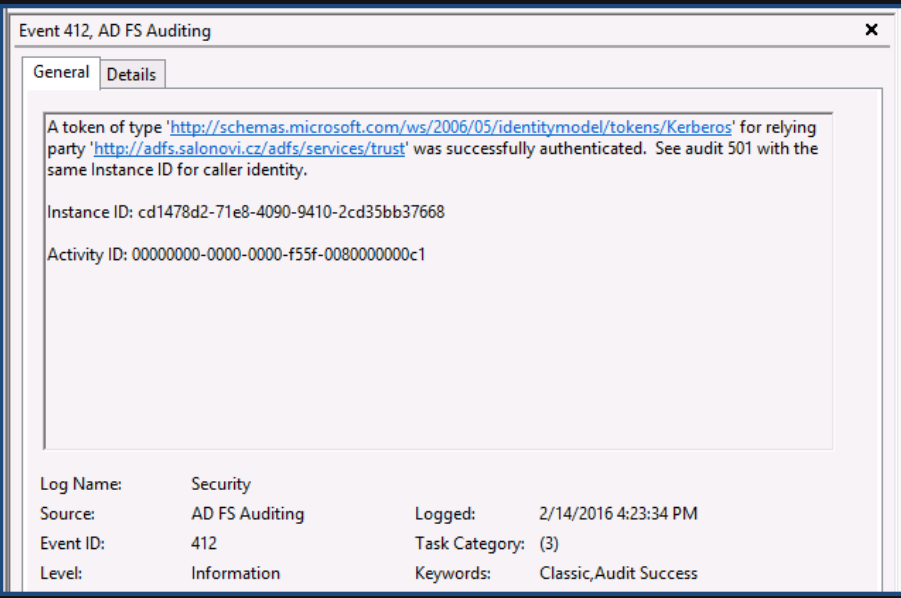 Event 412, AD FS Auditing
General Details
A token of type 'http://schemas.microsoft.com/ws/2006/05/identitymodel/tokens/Kerberos' for relying
party 'http://adfs.salonovi.cz/adfs/services/trust' was successfully authenticated.  See audit 501 with the
same Instance ID for caller identity.
Instance ID: cd1478d2-71e8-4090-9410-2cd35bb37668
Activity ID: 00000000-0000-0000-f55f-0080000000c1
Log Name: Security
Source: AD FS Auditing Logged: 2/14/2016 4:23:34 PM
Event ID: 412 Task Category: (3)
Level: Information Keywords: Classic,Audit Success